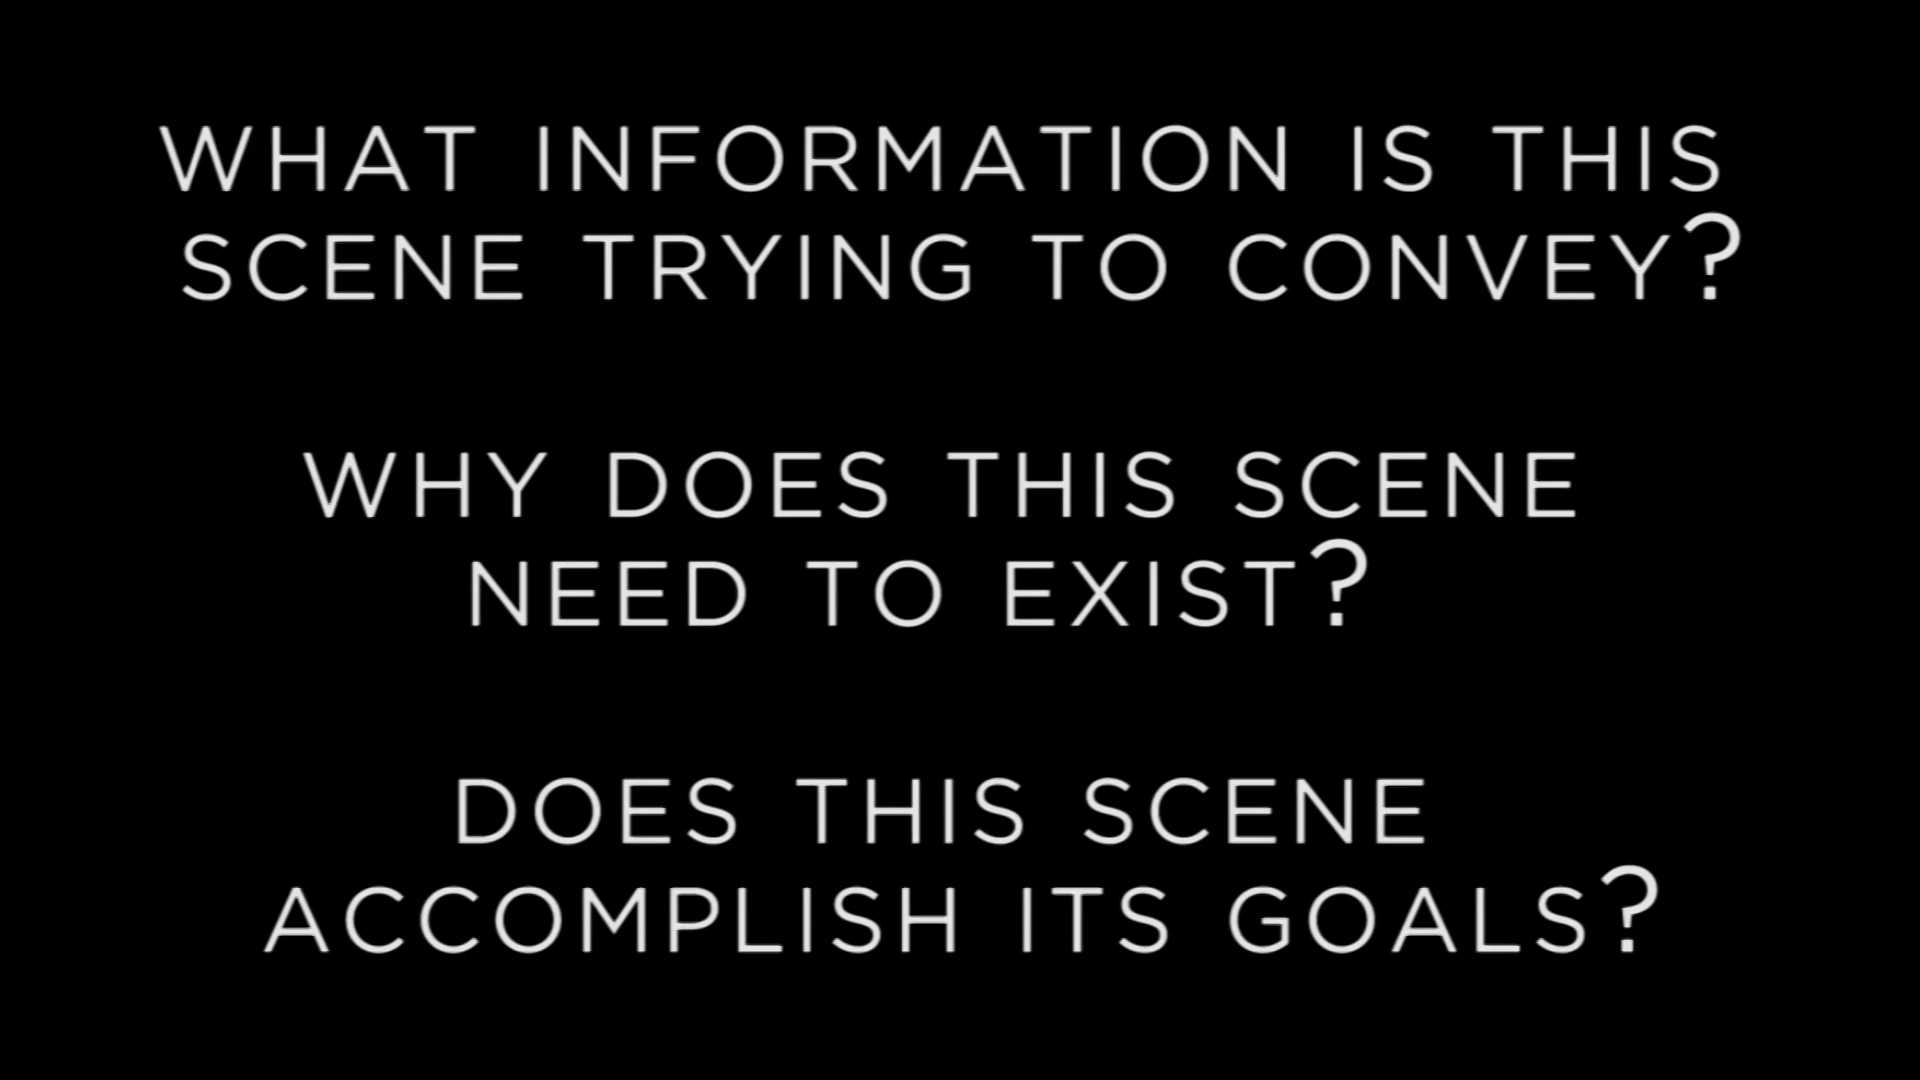 WHAT INFORMATION IS THIS
SCENE TRYING TO CONVEY?
WHY DOES THIS SCENE
NEED TO EXIST?
DOES THIS SCENE
ACCOMPLISH ITS GOALS?